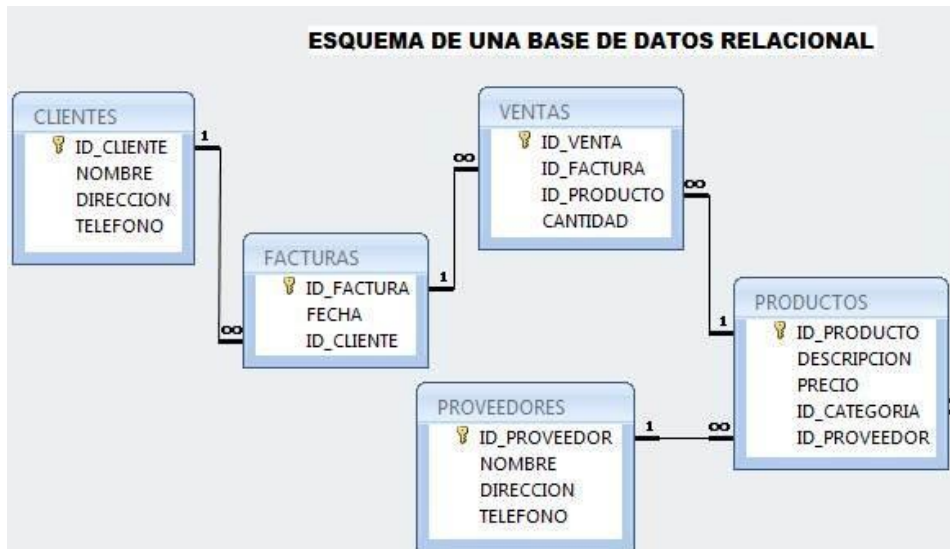 ESQUEMA DE UNA BASE DE DATOS RELACIONAL
CLIENTES
ID_CLIENTE
NOMBRE
DIRECCION
TELEFONO
1
∞
FACTURAS
ID_FACTURA
FECHA
ID_CLIENTE
1
∞
VENTAS
ID_VENTA
ID_FACTURA
ID_PRODUCTO
CANTIDAD
∞
1
PRODUCTOS
ID_PRODUCTO
DESCRIPCION
PRECIO
ID_CATEGORIA
ID_PROVEEDOR
PROVEEDORES
ID_PROVEEDOR
NOMBRE
DIRECCION
TELEFONO
1
∞